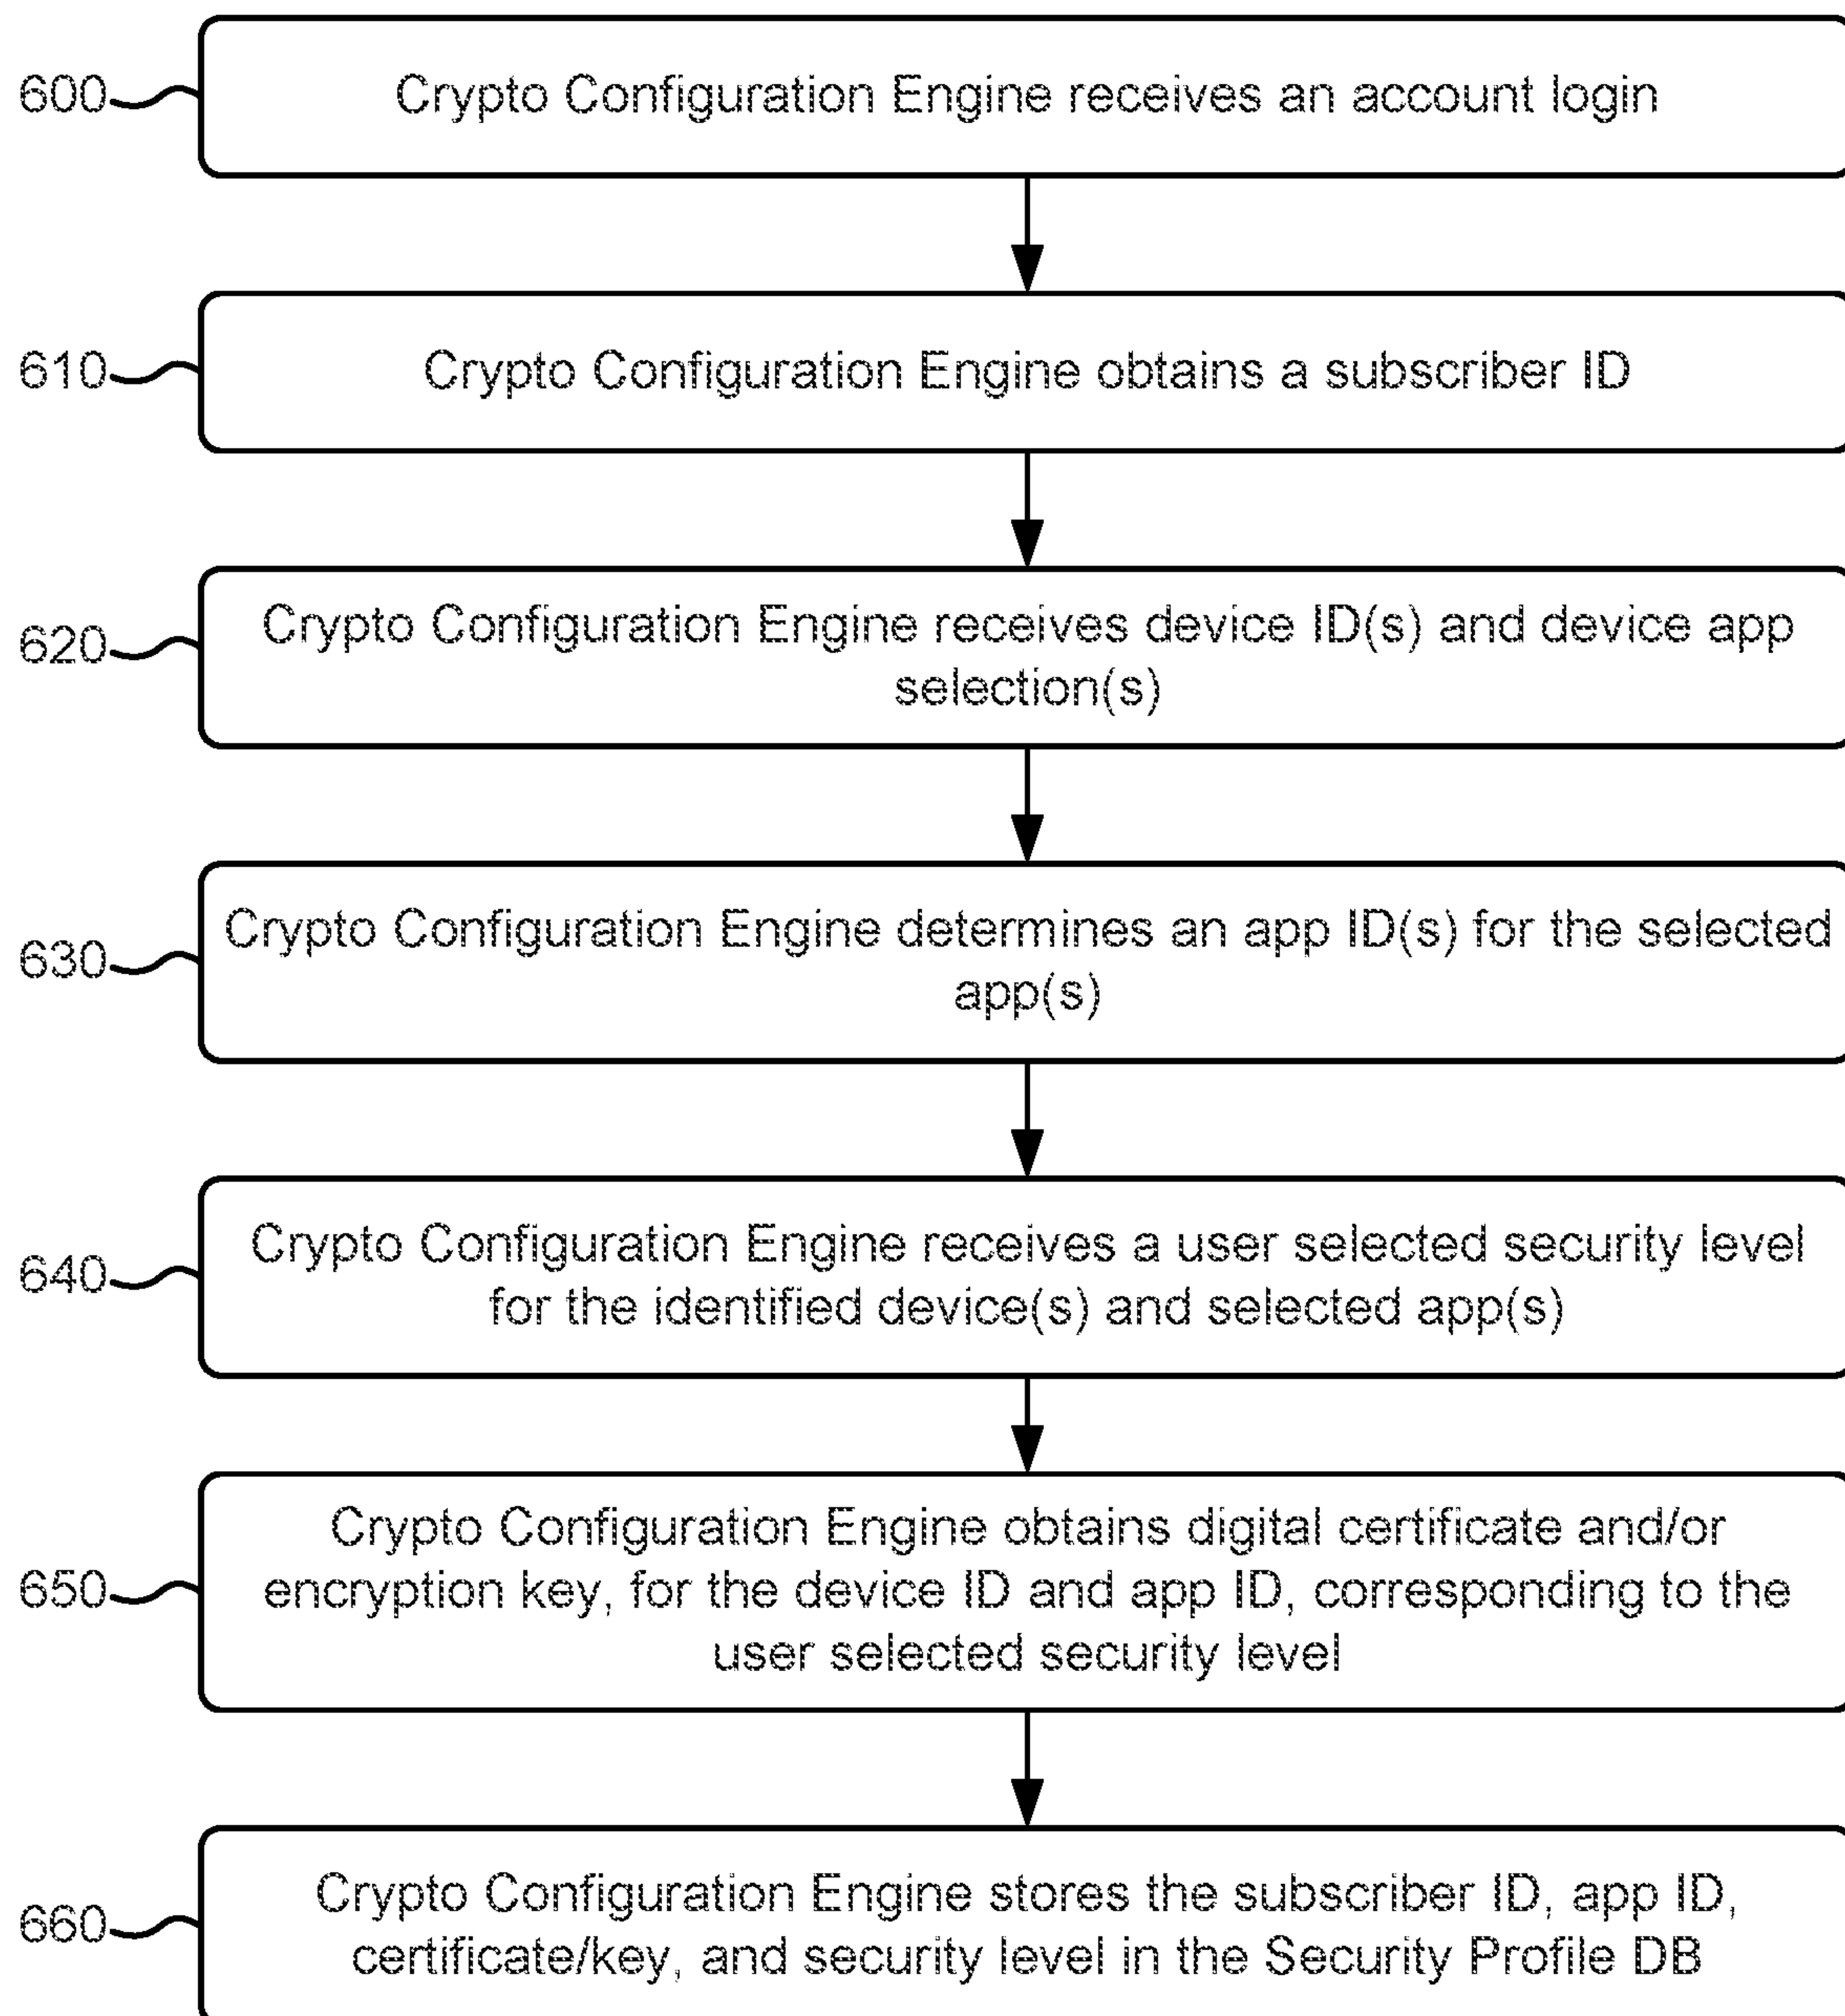 600
Crypto Configuration Engine receives an account login
610
Crypto Configuration Engine obtains a subscriber ID
620
Crypto Configuration Engine receives device ID(s) and device app
selection(s)
630
Crypto Configuration Engine determines an app ID(s) for the selected
app(s)
640
Crypto Configuration Engine receives a user selected security level
for the identified device(s) and selected app(s)
650
Crypto Configuration Engine obtains digital certificate and/or
encryption key, for the device ID and app ID, corresponding to the
user selected security level
660
Crypto Configuration Engine stores the subscriber ID, app ID,
certificate/key, and security level in the Security Profile DB